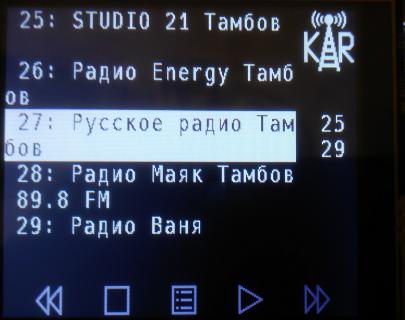 25: STUDIO 21 Тамбов
KAR
26: Радио Energy Тамб
ов
27: Русское радио Там
бов
25
29
28: Радио Маяк Тамбов
89.8 FM
29: Радио Ваня